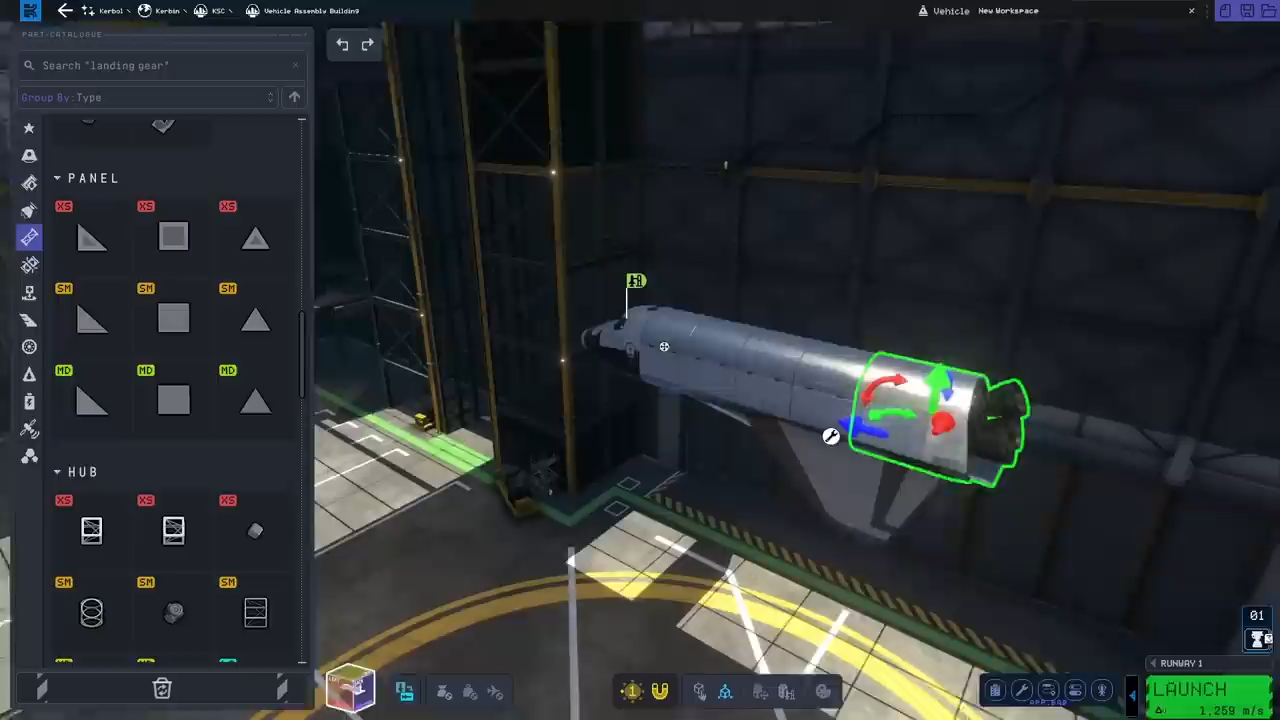 Kerbol
Kerbin
KSC
Vehicle Assembly Building
Vehicle
New Workspace
PART-CATALOGUE
Search "landing gear"
Group By: Type
PANEL
XS
XS
XS
SM
SM
SM
MD
MD
MD
HUB
XS
XS
XS
SM
SM
SM
01
RUNWAY 1
LAUNCH
1,259 m/s